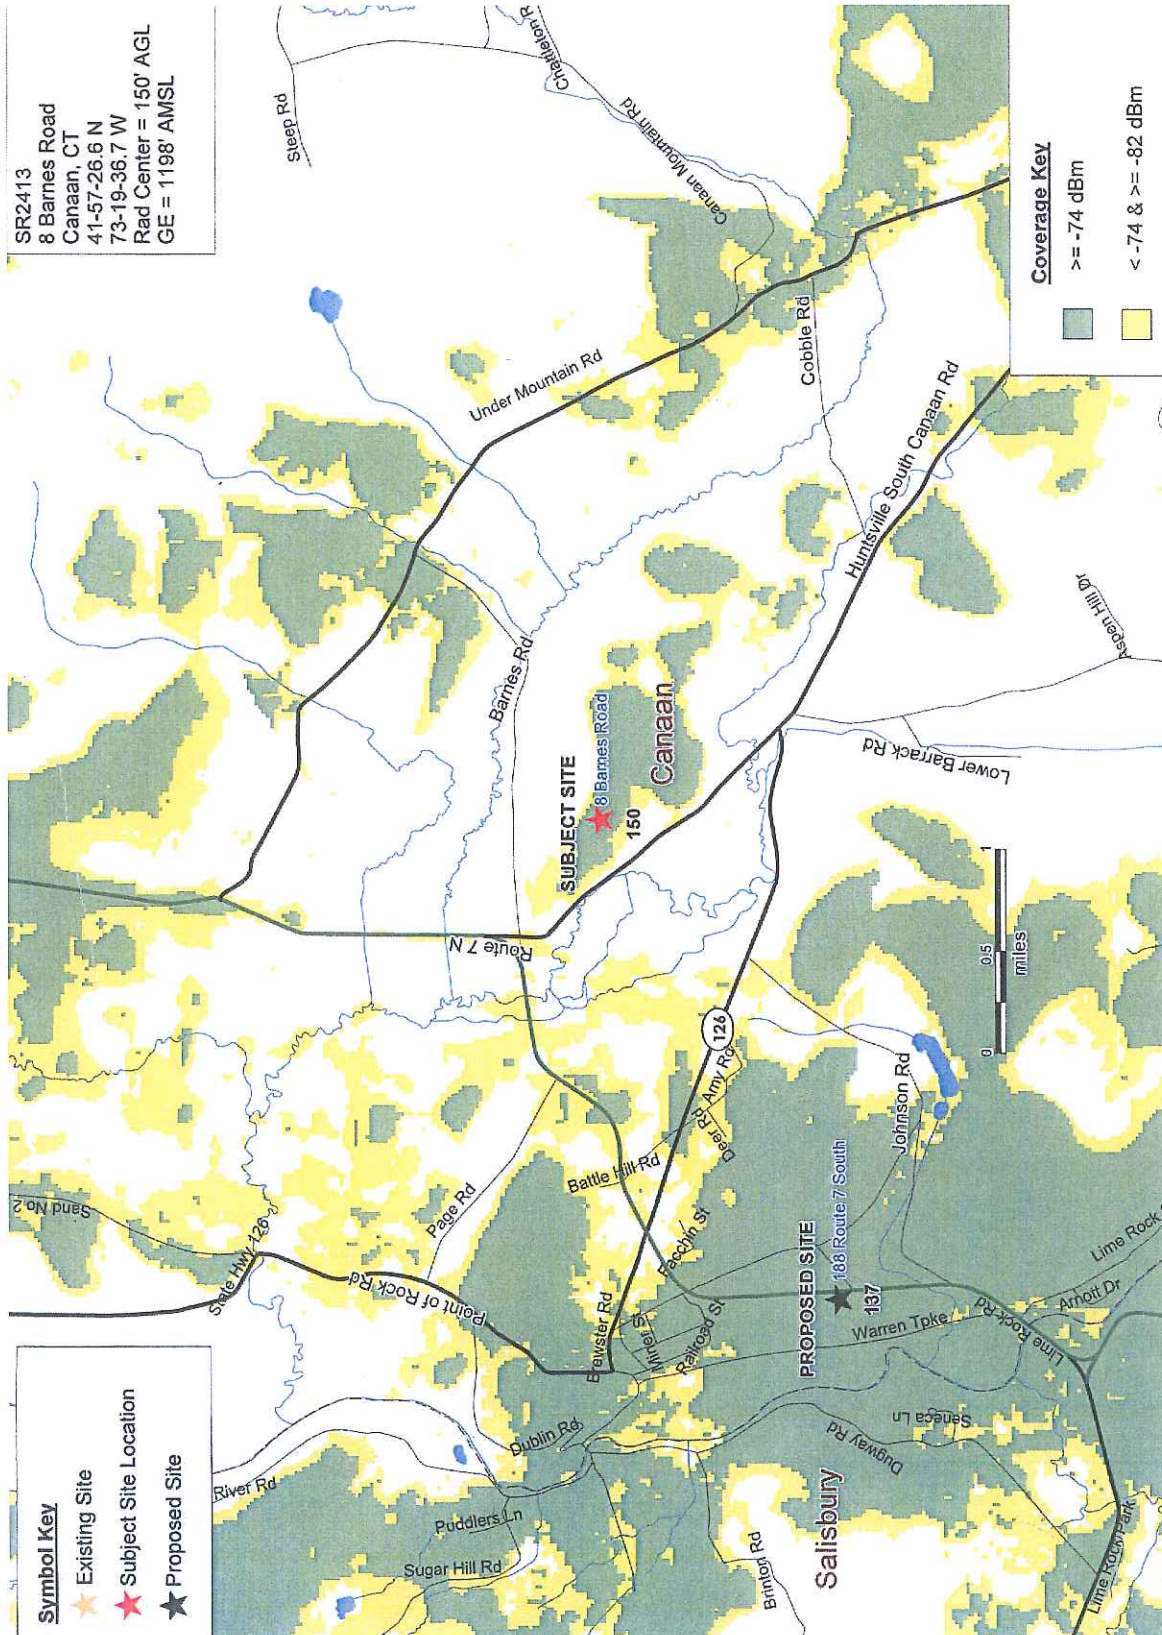 SR2413
8 Barnes Road
Canaan, CT
41-57-26.6 N
73-19-36.7 W
Rad Center = 150' AGL
GE = 1198' AMSL
Symbol Key
Existing Site
Subject Site Location
Proposed Site
Coverage Key
>= -74 dBm
< -74 & >= -82 dBm
Steep Rd
Canaan Mountain Rd
Under Mountain Rd
Cobble Rd
Huntsville South Canaan Rd
Aspen Hill Dr
Lower Barrack Rd
Barnes Rd
SUBJECT SITE
8 Barnes Road
150
Canaan
Route 7 N
126
Sand No 2
State Hwy 126
Point of Rock Rd
Page Rd
Battle Hill Rd
Deer Rd
Amy Rd
Facchin St
Brewster Rd
Miner St
Railroad St
PROPOSED SITE
188 Route 7 South
137
Johnson Rd
Warren Tpke
Lime Rock Rd
Arnott Dr
Lime Rock
Dublin Rd
River Rd
Puddlers Ln
Sugar Hill Rd
Brinton Rd
Salisbury
Dugway Rd
Seneca Ln
Lime Rock Park
0
0.5
1
miles